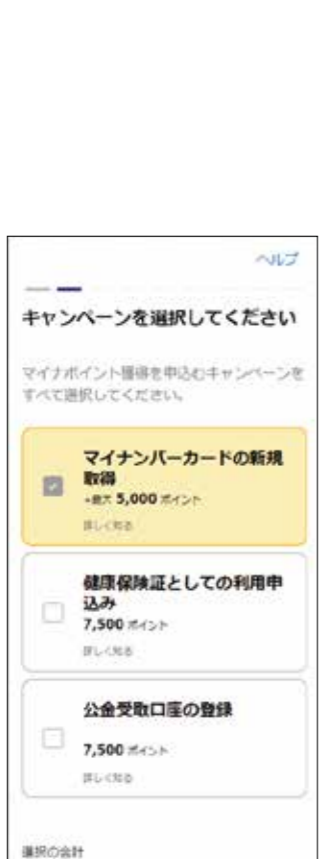 ヘルプ
キャンペーンを選択してください
マイナポイント獲得を申込むキャンペーンを
すべて選択してください。
マイナンバーカードの新規
取得
+最大 5,000 ポイント
詳しく知る
健康保険証としての利用申
込み
7,500 ポイント
詳しく知る
公金受取口座の登録
7,500 ポイント
詳しく知る
選択の合計